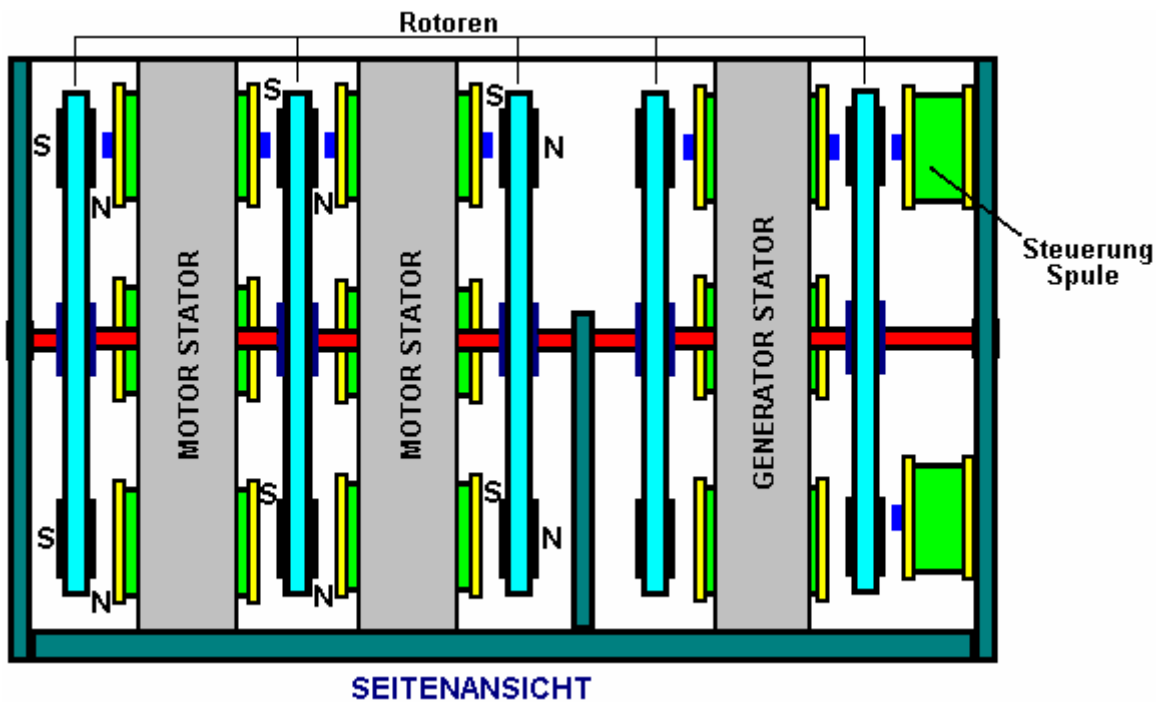 Rotoren
S
S
S
S
N
N
N
N
MOTOR STATOR
MOTOR STATOR
GENERATOR STATOR
Steuerung
Spule
S
S
S
N
N
N
SEITENANSICHT